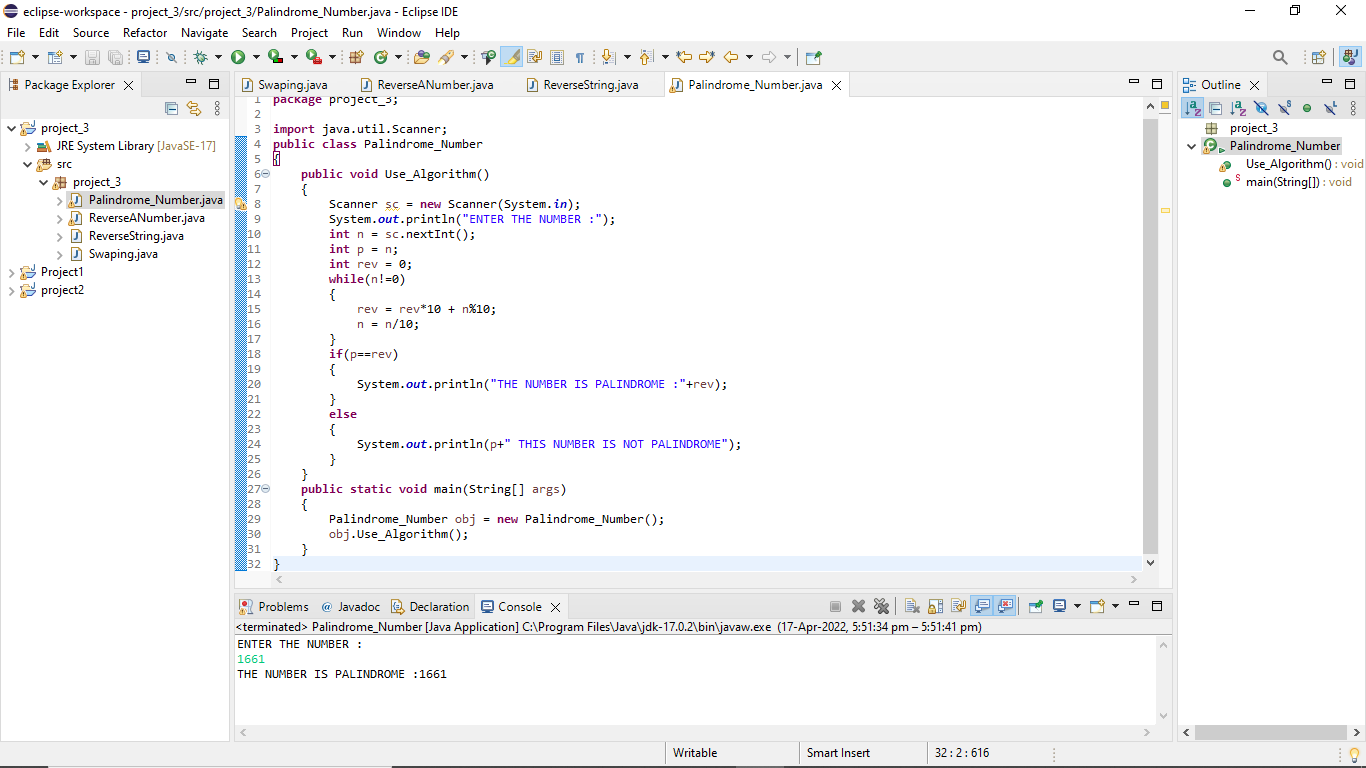 eclipse-workspace - project_3/src/project_3/Palindrome_Number.java - Eclipse IDE
File Edit Source Refactor Navigate Search Project Run Window Help
Package Explorer
project_3
JRE System Library [JavaSE-17]
src
project_3
Palindrome_Number.java
ReverseANumber.java
ReverseString.java
Swaping.java
Project1
project2
Swaping.java ReverseANumber.java ReverseString.java Palindrome_Number.java
1 package project_3;
2
3 import java.util.Scanner;
4 public class Palindrome_Number
5 {
6 public void Use_Algorithm()
7 {
8 Scanner sc = new Scanner(System.in);
9 System.out.println("ENTER THE NUMBER :");
10 int n = sc.nextInt();
11 int p = n;
12 int rev = 0;
13 while(n!=0)
14 {
15 rev = rev*10 + n%10;
16 n = n/10;
17 }
18 if(p==rev)
19 {
20 System.out.println("THE NUMBER IS PALINDROME :"+rev);
21 }
22 else
23 {
24 System.out.println(p+" THIS NUMBER IS NOT PALINDROME");
25 }
26 }
27 public static void main(String[] args)
28 {
29 Palindrome_Number obj = new Palindrome_Number();
30 obj.Use_Algorithm();
31 }
32 }
Outline
project_3
Palindrome_Number
Use_Algorithm() : void
main(String[]) : void
Problems @ Javadoc Declaration Console
<terminated> Palindrome_Number [Java Application] C:\Program Files\Java\jdk-17.0.2\bin\javaw.exe (17-Apr-2022, 5:51:34 pm – 5:51:41 pm)
ENTER THE NUMBER :
1661
THE NUMBER IS PALINDROME :1661
Writable Smart Insert 32 : 2 : 616